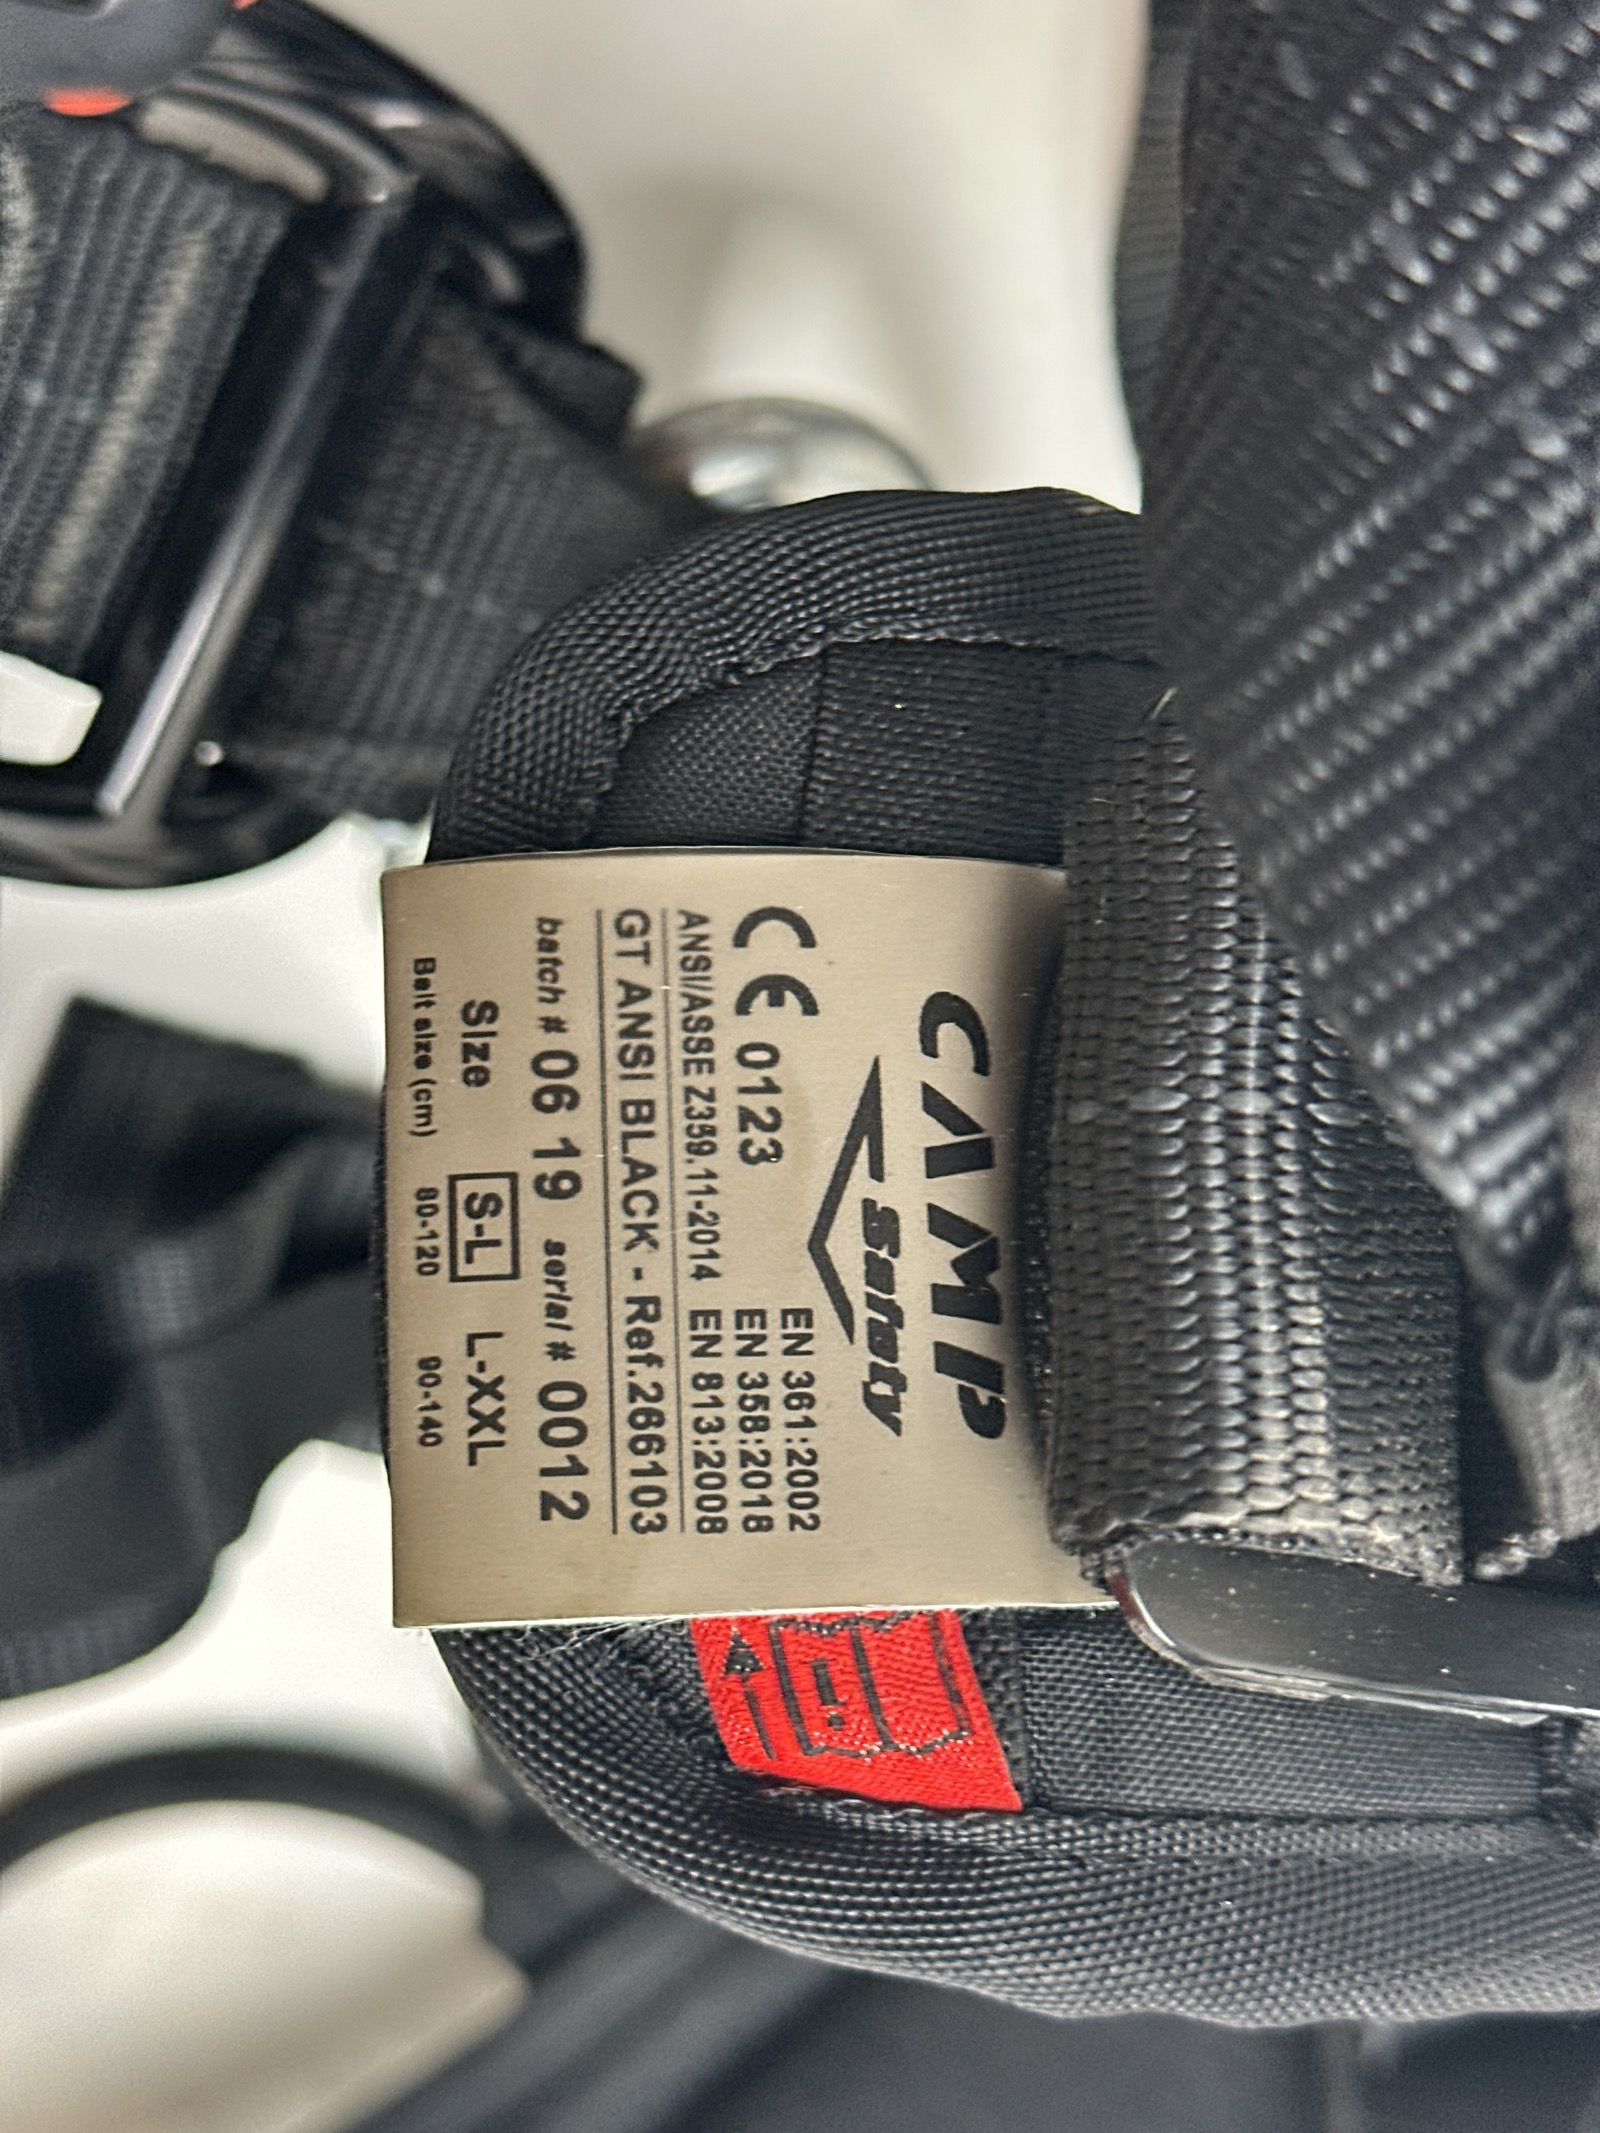 CAMP
Safety
CE 0123
EN 361:2002
EN 358:2018
ANSI/ASSE Z359.11-2014 EN 813:2008
GT ANSI BLACK - Ref.266103
batch # 06 19 serial # 0012
Size S-L L-XXL
Belt size (cm) 80-120 90-140
!